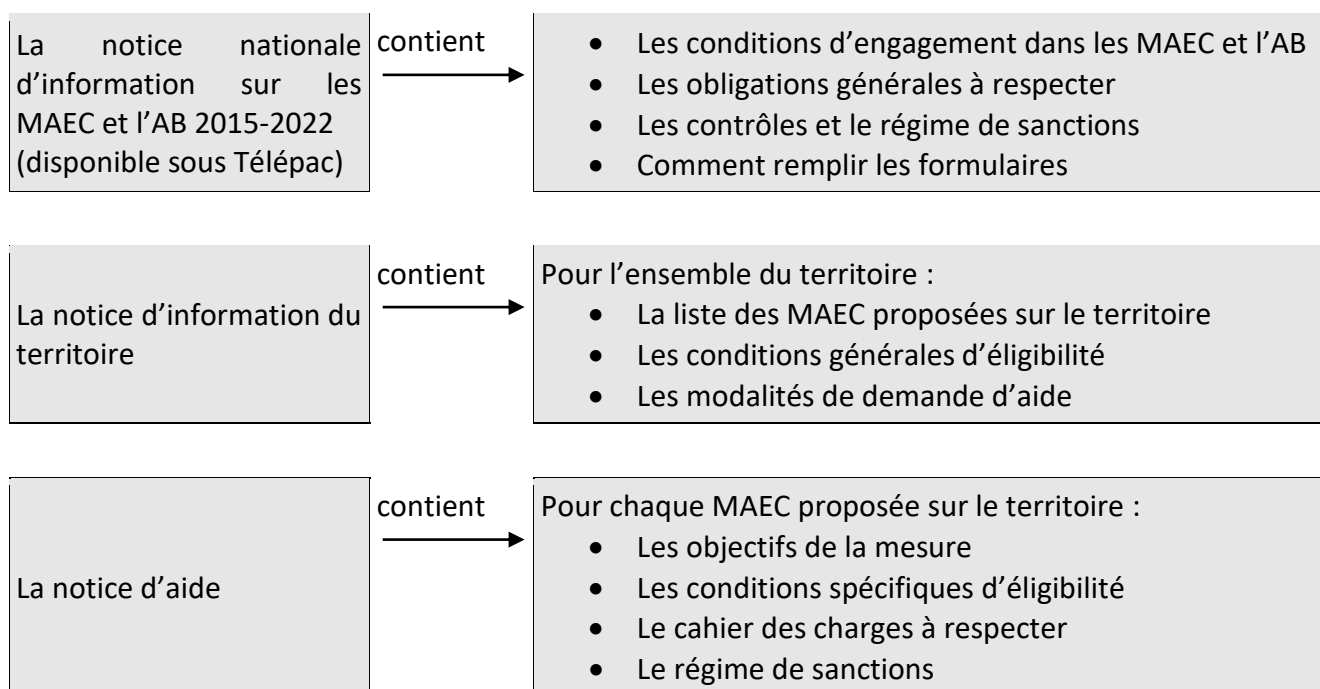 La notice nationale
d’information sur les
MAEC et l’AB 2015-2022
(disponible sous Télépac)
contient
• Les conditions d’engagement dans les MAEC et l’AB
• Les obligations générales à respecter
• Les contrôles et le régime de sanctions
• Comment remplir les formulaires
La notice d’information du
territoire
contient
Pour l’ensemble du territoire :
• La liste des MAEC proposées sur le territoire
• Les conditions générales d’éligibilité
• Les modalités de demande d’aide
La notice d’aide
contient
Pour chaque MAEC proposée sur le territoire :
• Les objectifs de la mesure
• Les conditions spécifiques d’éligibilité
• Le cahier des charges à respecter
• Le régime de sanctions